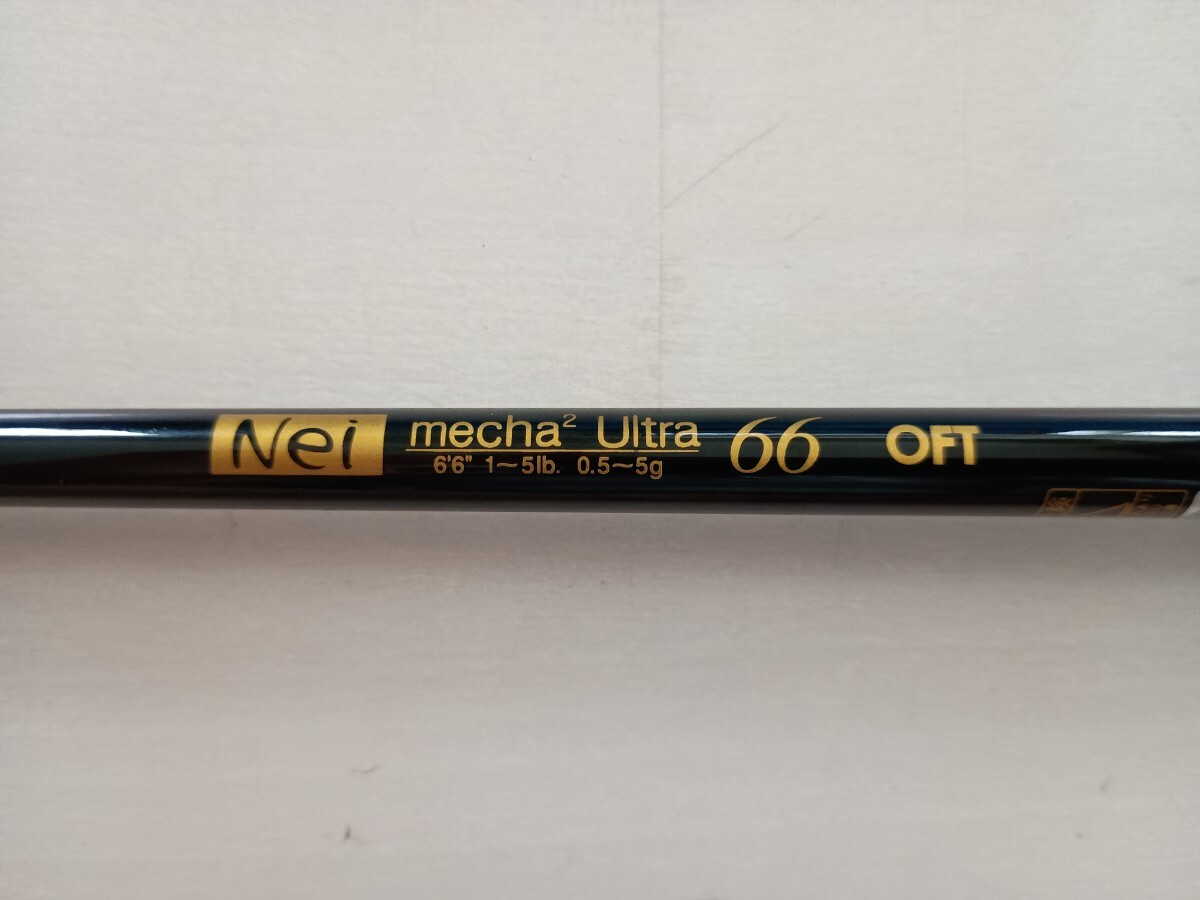 Nei mecha² Ultra 66 OFT
6'6" 1~5lb. 0.5~5g